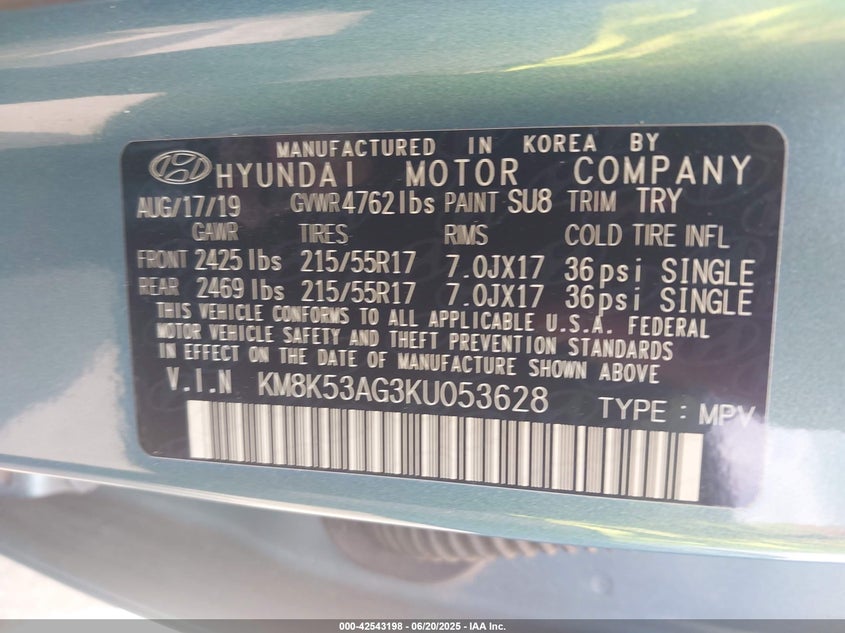 MANUFACTURED IN KOREA BY
HYUNDAI MOTOR COMPANY
AUG/17/19 GVWR4762lbs PAINT SU8 TRIM TRY
GAWR TIRES RIMS COLD TIRE INFL
FRONT 2425lbs 215/55R17 7.0JX17 36psi SINGLE
REAR 2469lbs 215/55R17 7.0JX17 36psi SINGLE
THIS VEHICLE CONFORMS TO ALL APPLICABLE U.S.A. FEDERAL
MOTOR VEHICLE SAFETY AND THEFT PREVENTION STANDARDS
IN EFFECT ON THE DATE OF MANUFACTURE SHOWN ABOVE
V.I.N KM8K53AG3KU053628 TYPE : MPV
000-42543198 - 06/20/2025 - IAA Inc.